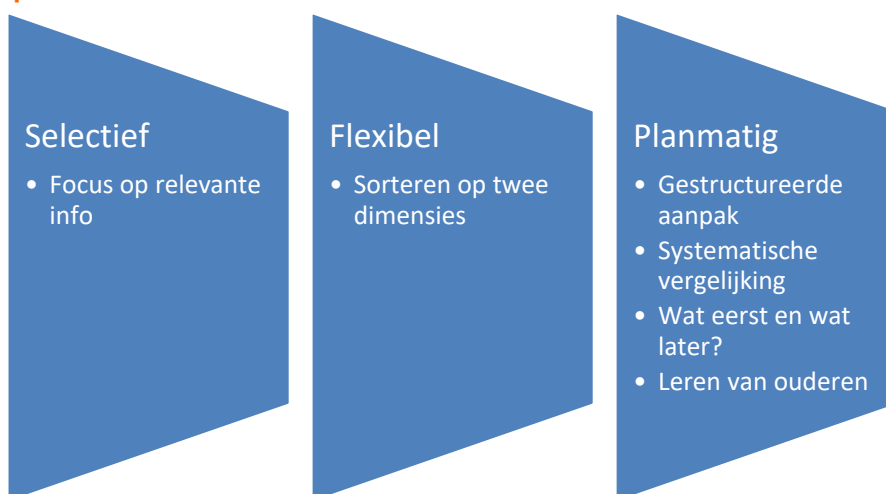 Selectief
• Focus op relevante
info
Flexibel
• Sorteren op twee
dimensies
Planmatig
• Gestructureerde
aanpak
• Systematische
vergelijking
• Wat eerst en wat
later?
• Leren van ouderen